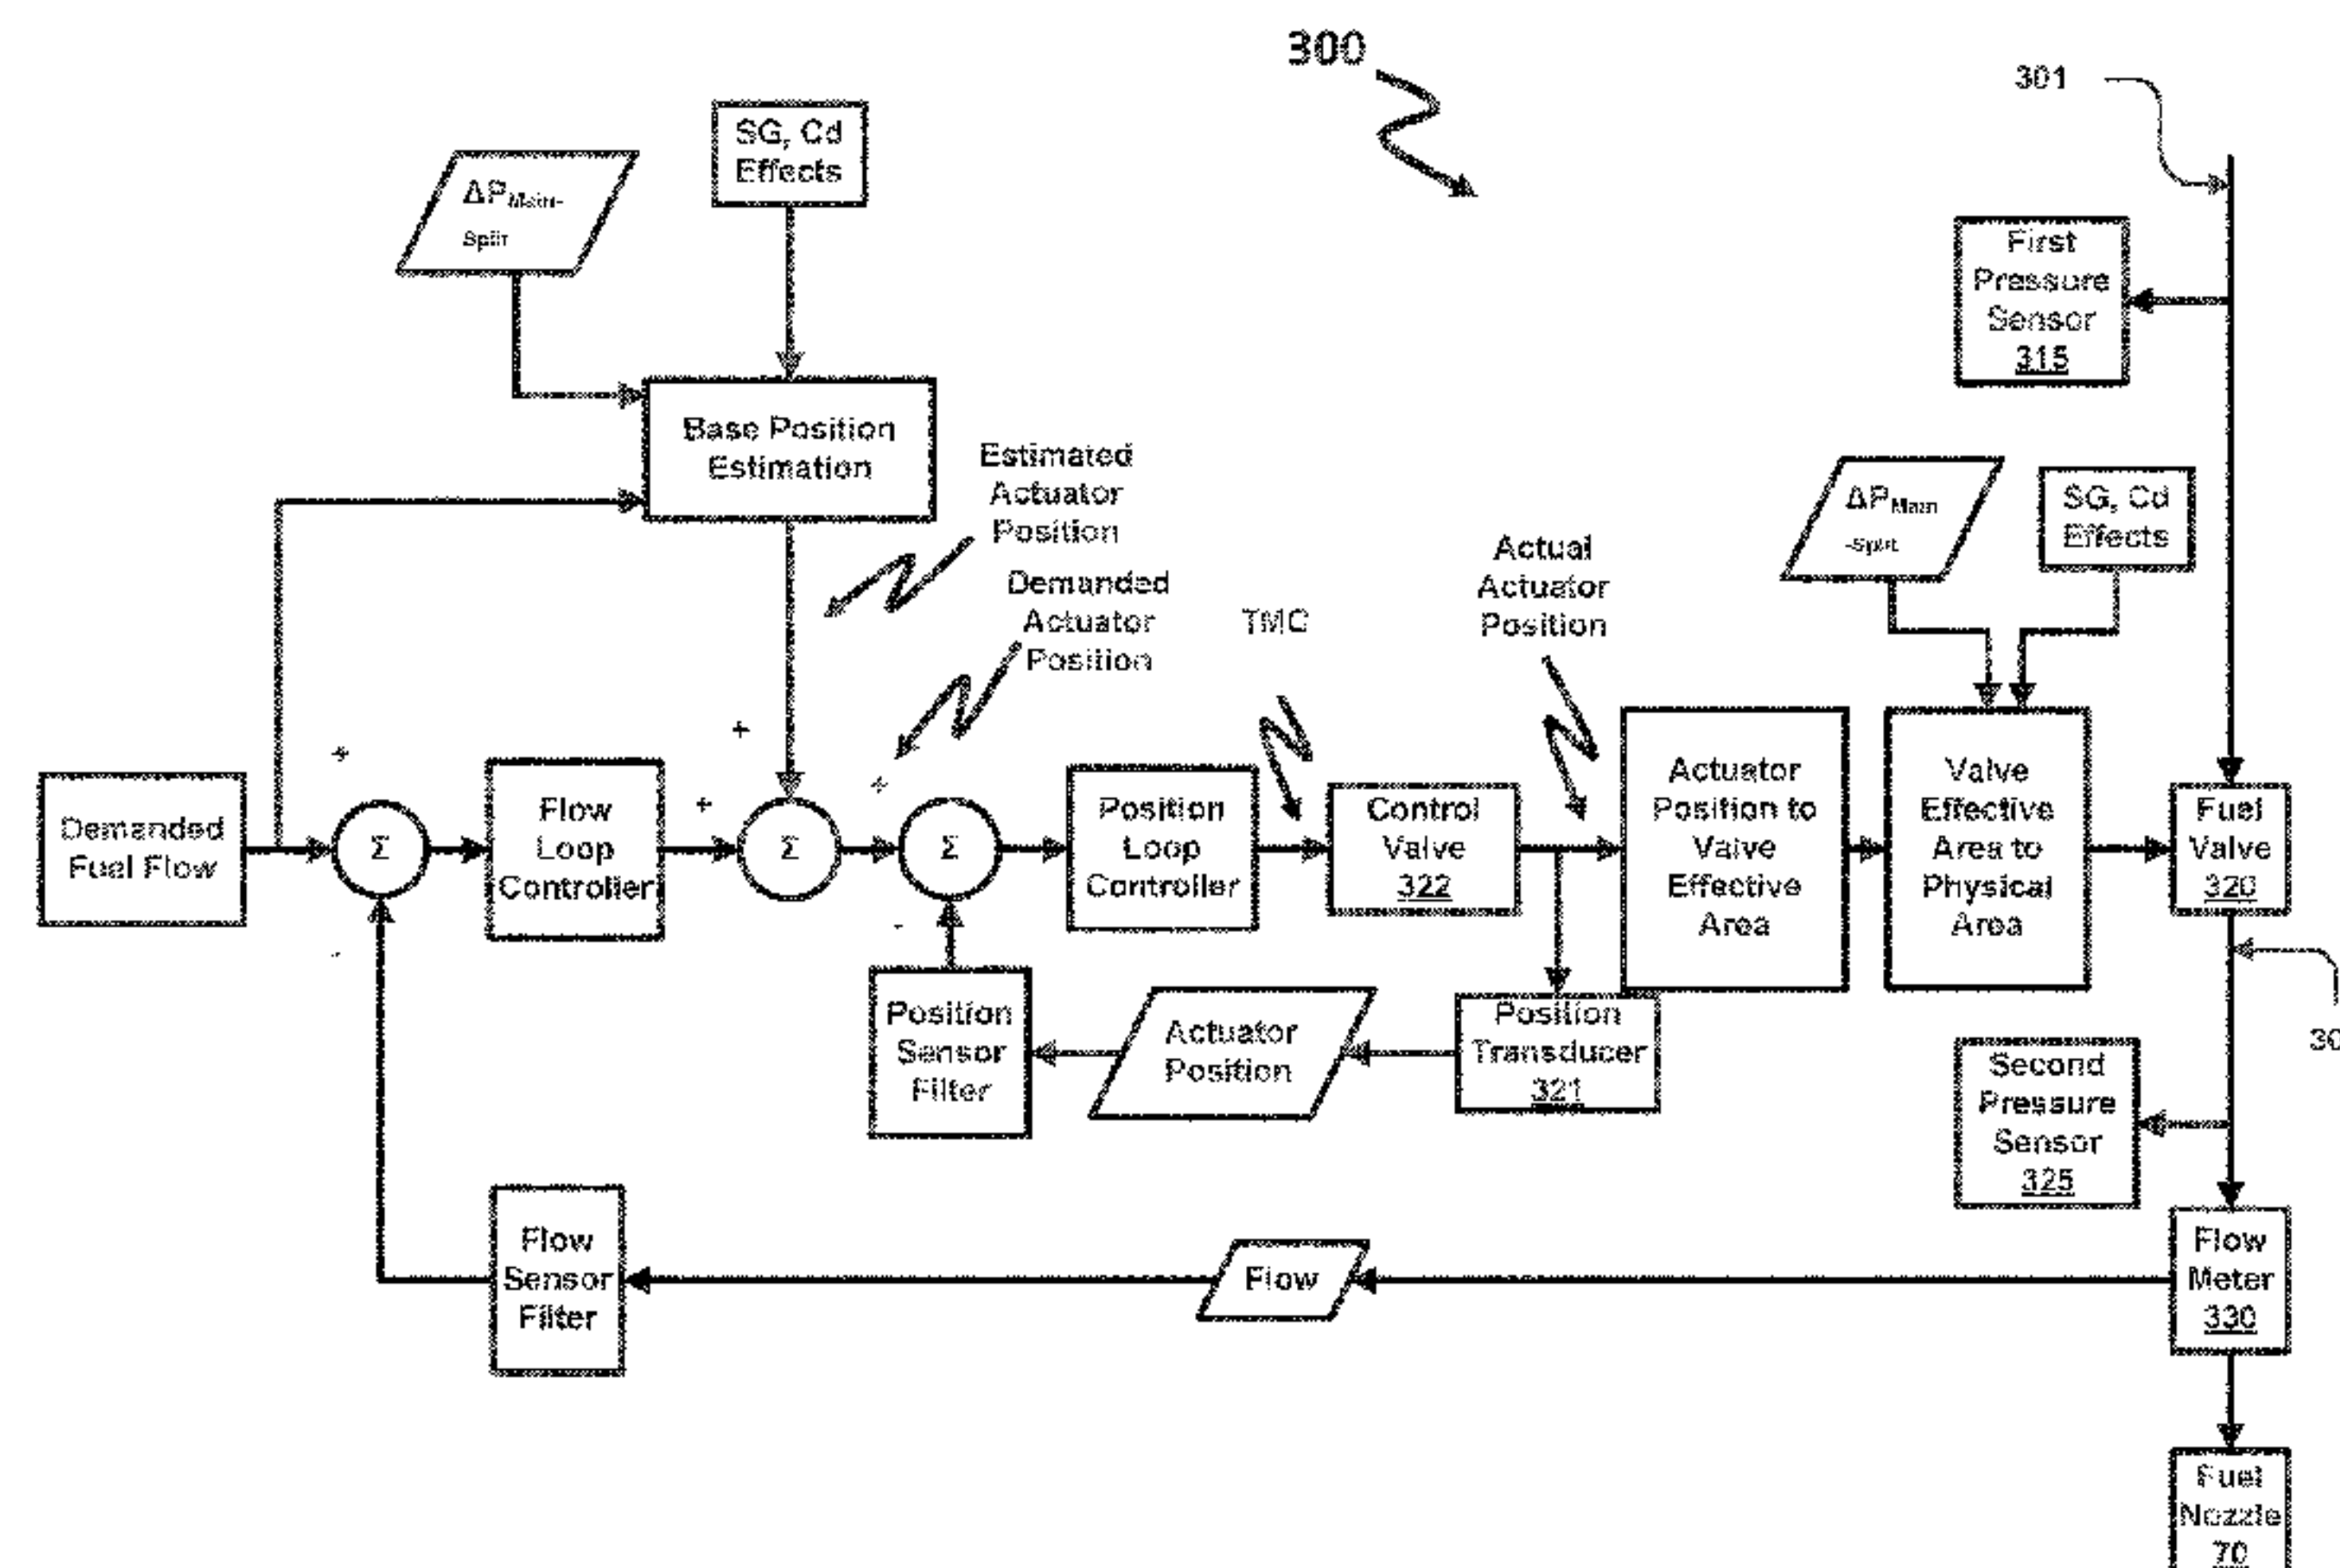 300
301
SG, Cd
Effects
ΔPMain-
Split
First
Pressure
Sensor
315
Base Position
Estimation
Estimated
Actuator
Position
ΔPMain
-Split
SG, Cd
Effects
Demanded
Actuator
Position
TMC
Actual
Actuator
Position
+
+
+
+
Demanded
Fuel Flow
Σ
Flow
Loop
Controller
Σ
Σ
Position
Loop
Controller
Control
Valve
322
Actuator
Position to
Valve
Effective
Area
Valve
Effective
Area to
Physical
Area
Fuel
Valve
320
-
-
Position
Sensor
Filter
Actuator
Position
Position
Transducer
321
30
Second
Pressure
Sensor
325
Flow
Sensor
Filter
Flow
Flow
Meter
330
Fuel
Nozzle
70